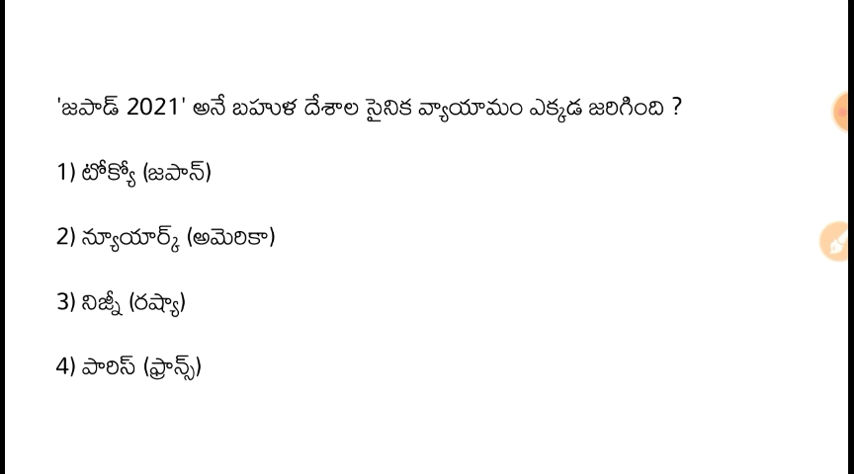 'జపాడ్ 2021' అనే బహుళ దేశాల సైనిక వ్యాయామం ఎక్కడ జరిగింది ?
1) టోక్యో (జపాన్)
2) న్యూయార్క్ (అమెరికా)
3) నిజ్నీ (రష్యా)
4) పారిస్ (ఫ్రాన్స్)